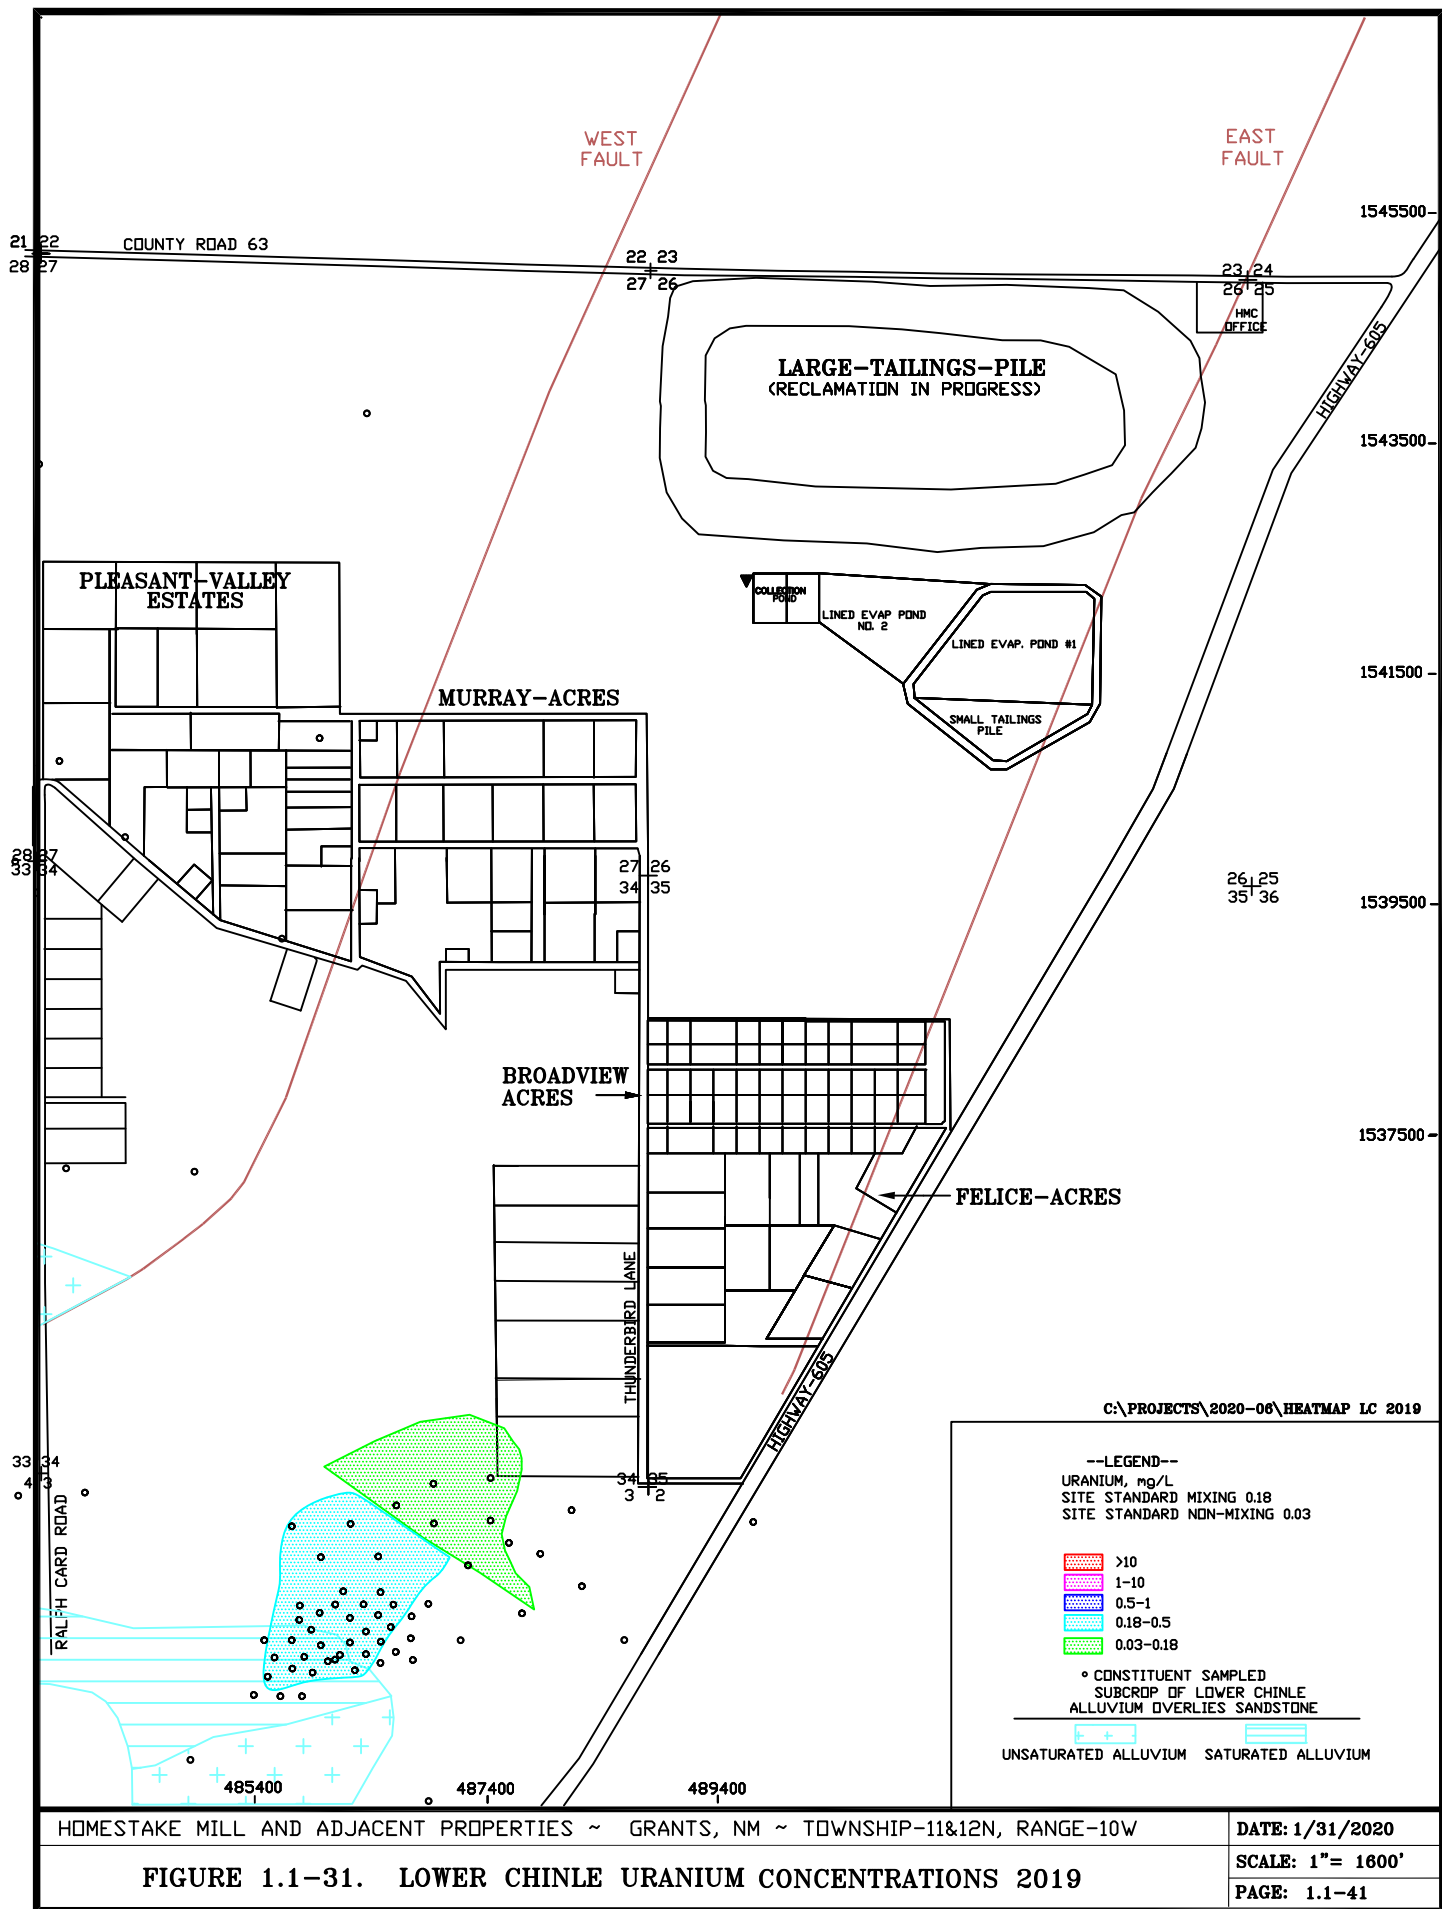 WEST
FAULT
EAST
FAULT
1545500
21 22
28 27
COUNTY ROAD 63
22 23
27 26
23 24
26 25
HMC
OFFICE
HIGHWAY-605
LARGE-TAILINGS-PILE
(RECLAMATION IN PROGRESS)
1543500
PLEASANT-VALLEY
ESTATES
COLLECTION
POND
LINED EVAP POND
NO. 2
LINED EVAP. POND #1
SMALL TAILINGS
PILE
1541500
MURRAY-ACRES
28 27
33 34
27 26
34 35
26 25
35 36
1539500
BROADVIEW
ACRES
1537500
FELICE-ACRES
THUNDERBIRD LANE
HIGHWAY-605
33 34
4 3
34 35
3 2
RALPH CARD ROAD
485400
487400
489400
C:\PROJECTS\2020-06\HEATMAP LC 2019
--LEGEND--
URANIUM, mg/L
SITE STANDARD MIXING 0.18
SITE STANDARD NON-MIXING 0.03
>10
1-10
0.5-1
0.18-0.5
0.03-0.18
CONSTITUENT SAMPLED
SUBCROP OF LOWER CHINLE
ALLUVIUM OVERLIES SANDSTONE
UNSATURATED ALLUVIUM SATURATED ALLUVIUM
HOMESTAKE MILL AND ADJACENT PROPERTIES ~ GRANTS, NM ~ TOWNSHIP-11&12N, RANGE-10W
DATE: 1/31/2020
FIGURE 1.1-31. LOWER CHINLE URANIUM CONCENTRATIONS 2019
SCALE: 1"= 1600'
PAGE: 1.1-41